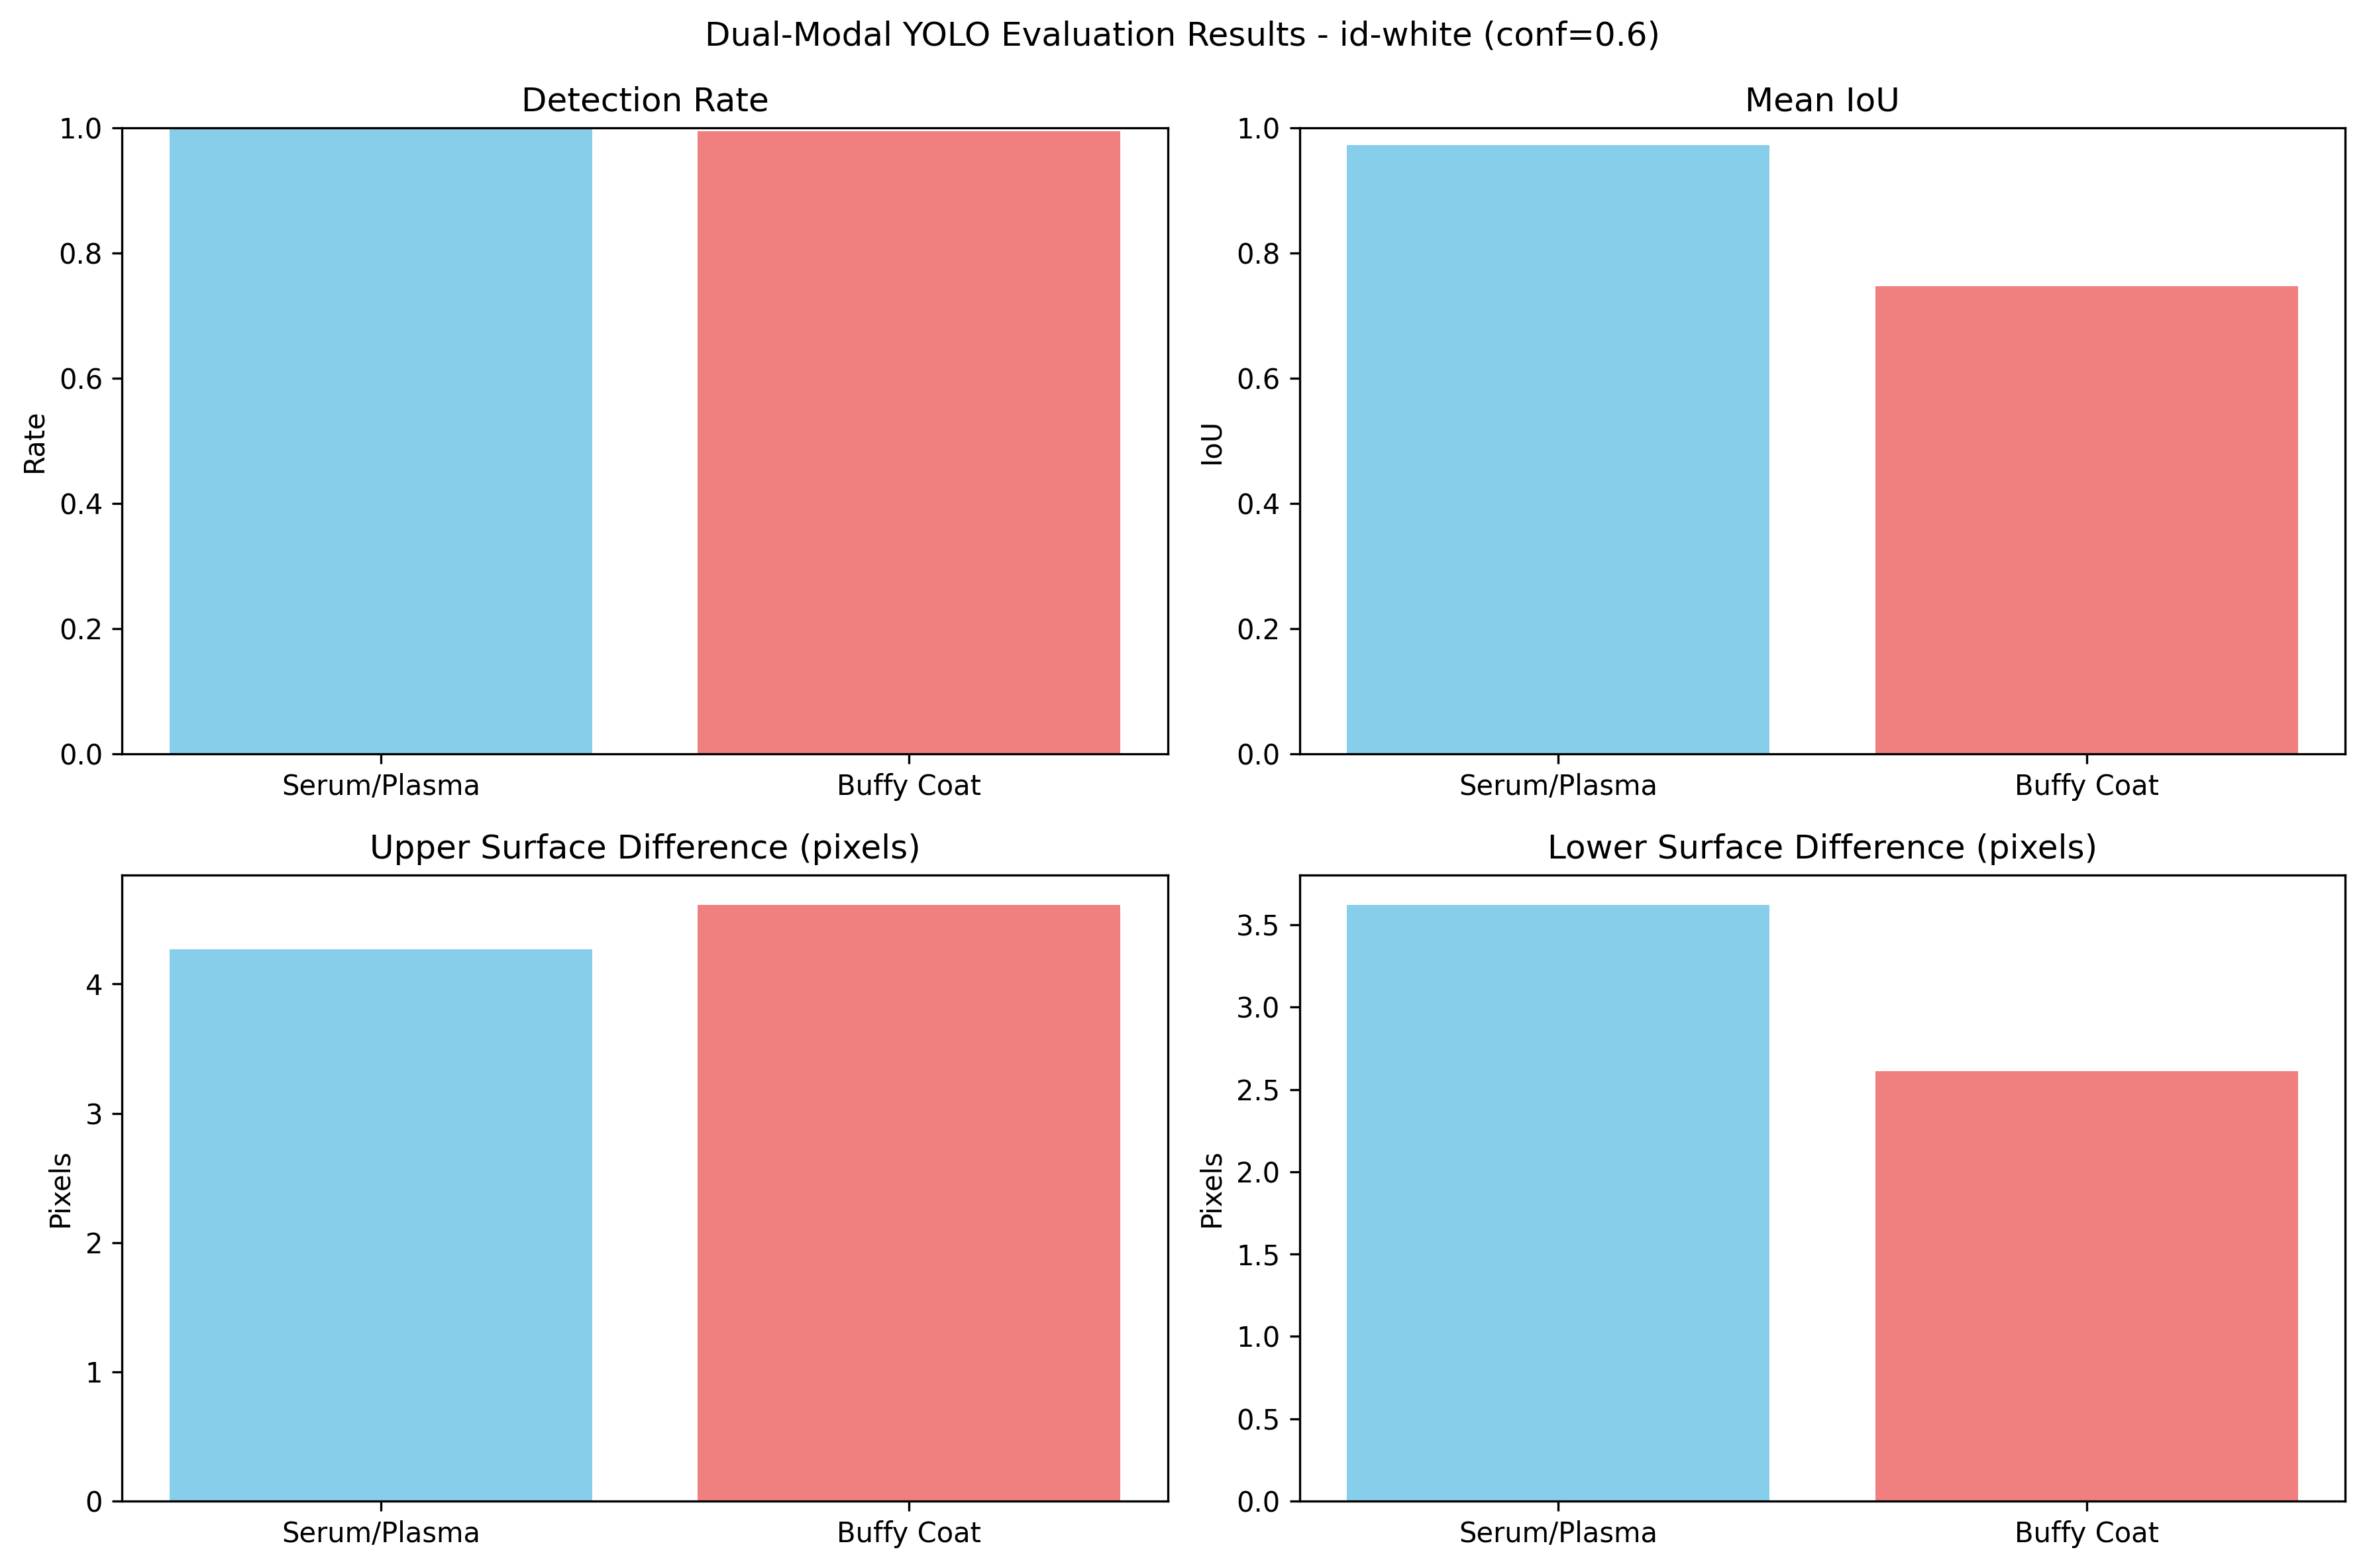 Dual-Modal YOLO Evaluation Results - id-white (conf=0.6)
Detection Rate
1.0
0.8
0.6
0.4
0.2
0.0
Rate
Serum/Plasma
Buffy Coat
Mean IoU
1.0
0.8
0.6
0.4
0.2
0.0
IoU
Serum/Plasma
Buffy Coat
Upper Surface Difference (pixels)
4
3
2
1
0
Pixels
Serum/Plasma
Buffy Coat
Lower Surface Difference (pixels)
3.5
3.0
2.5
2.0
1.5
1.0
0.5
0.0
Pixels
Serum/Plasma
Buffy Coat